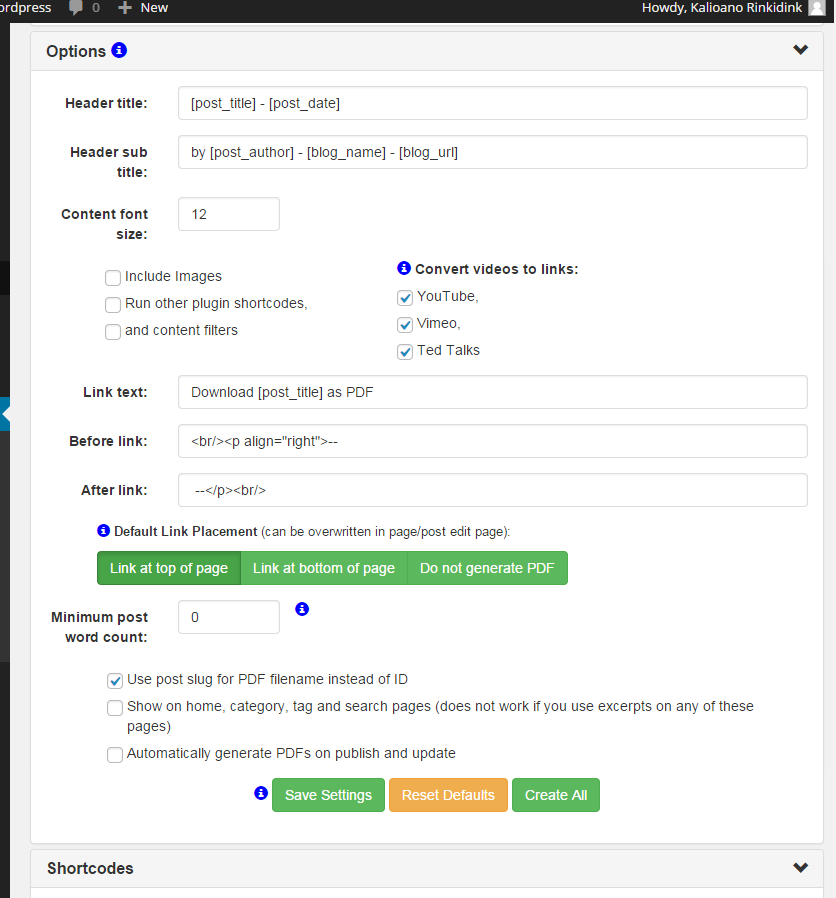 ordpress 0 New Howdy, Kalioano Rinkidink
Options
Header title: [post_title] - [post_date]
Header sub title: by [post_author] - [blog_name] - [blog_url]
Content font size: 12
Include Images
Run other plugin shortcodes,
and content filters
Convert videos to links:
YouTube,
Vimeo,
Ted Talks
Link text: Download [post_title] as PDF
Before link: <br/><p align="right">--
After link: --</p><br/>
Default Link Placement (can be overwritten in page/post edit page):
Link at top of page Link at bottom of page Do not generate PDF
Minimum post word count: 0
Use post slug for PDF filename instead of ID
Show on home, category, tag and search pages (does not work if you use excerpts on any of these
pages)
Automatically generate PDFs on publish and update
Save Settings Reset Defaults Create All
Shortcodes